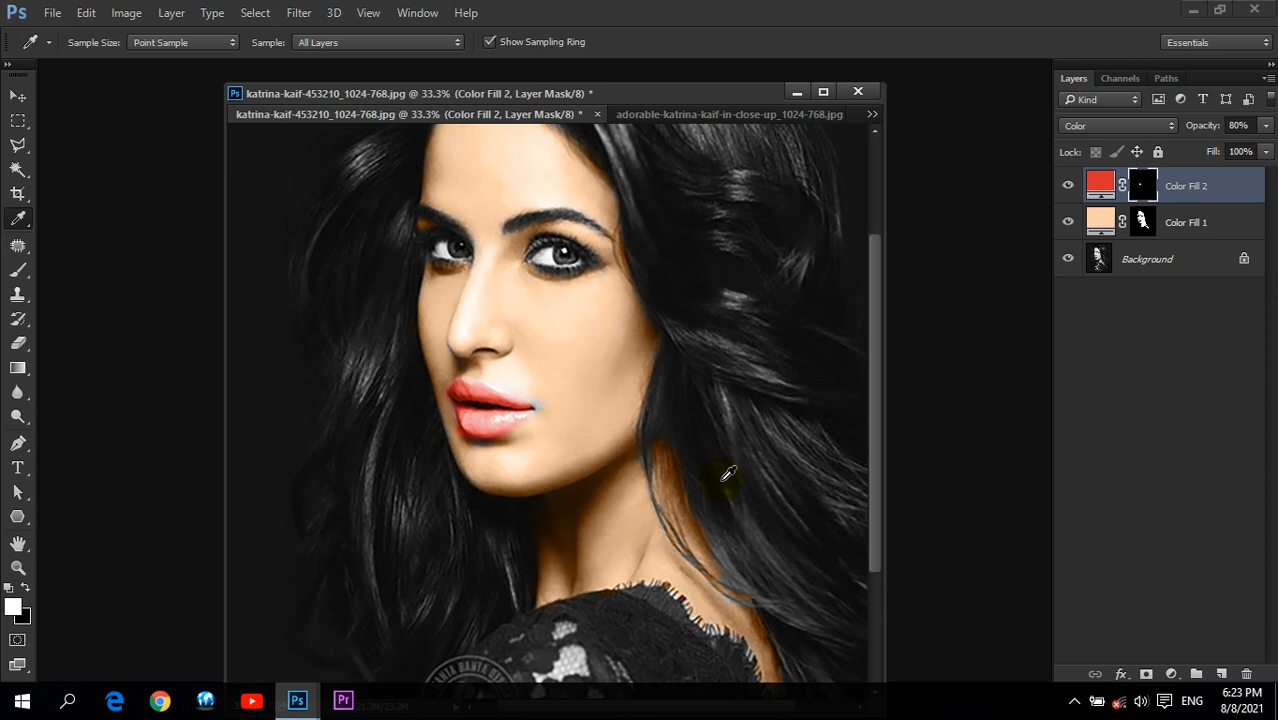 Ps File Edit Image Layer Type Select Filter 3D View Window Help
Sample Size: Point Sample Sample: All Layers Show Sampling Ring Essentials
katrina-kaif-453210_1024-768.jpg @ 33.3% (Color Fill 2, Layer Mask/8) *
katrina-kaif-453210_1024-768.jpg @ 33.3% (Color Fill 2, Layer Mask/8) * × adorable-katrina-kaif-in-close-up_1024-768.jpg
Layers Channels Paths
Kind
Color Opacity: 80%
Lock: Fill: 100%
Color Fill 2
Color Fill 1
Background
Ps Pr ENG 6:23 PM
8/8/2021